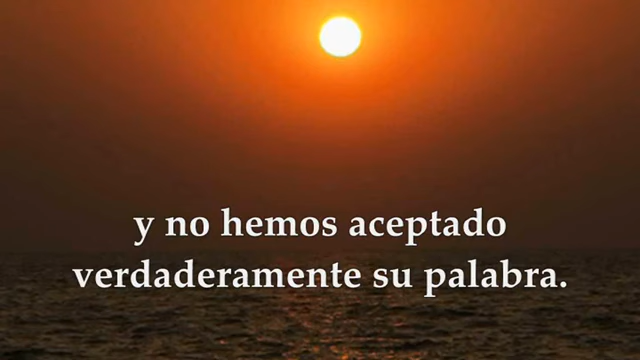 y no hemos aceptado
verdaderamente su palabra.